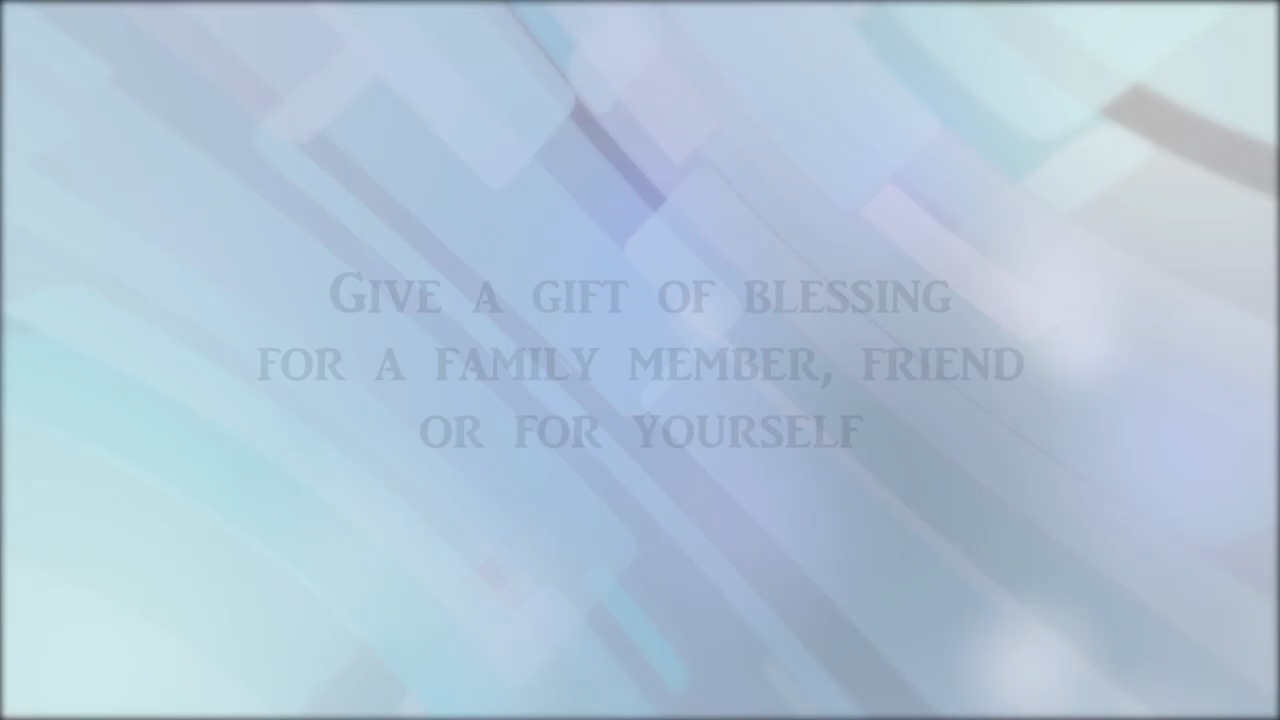 Give a gift of blessing
for a family member, friend
or for yourself